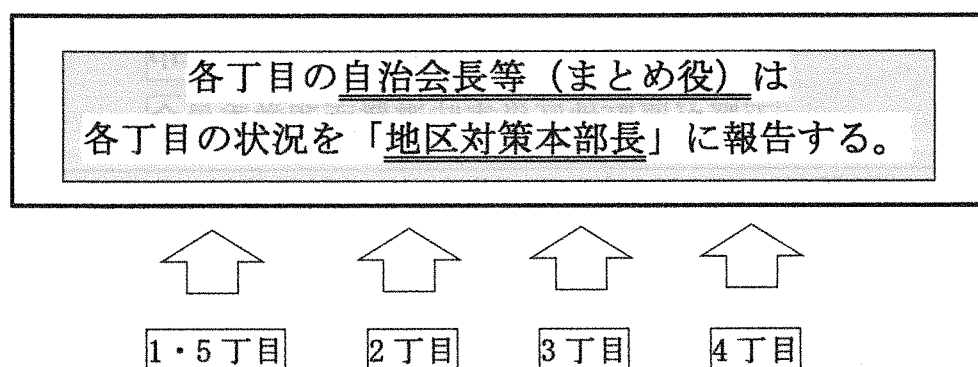 各丁目の自治会長等（まとめ役）は
各丁目の状況を「地区対策本部長」に報告する。
1・5丁目
2丁目
3丁目
4丁目